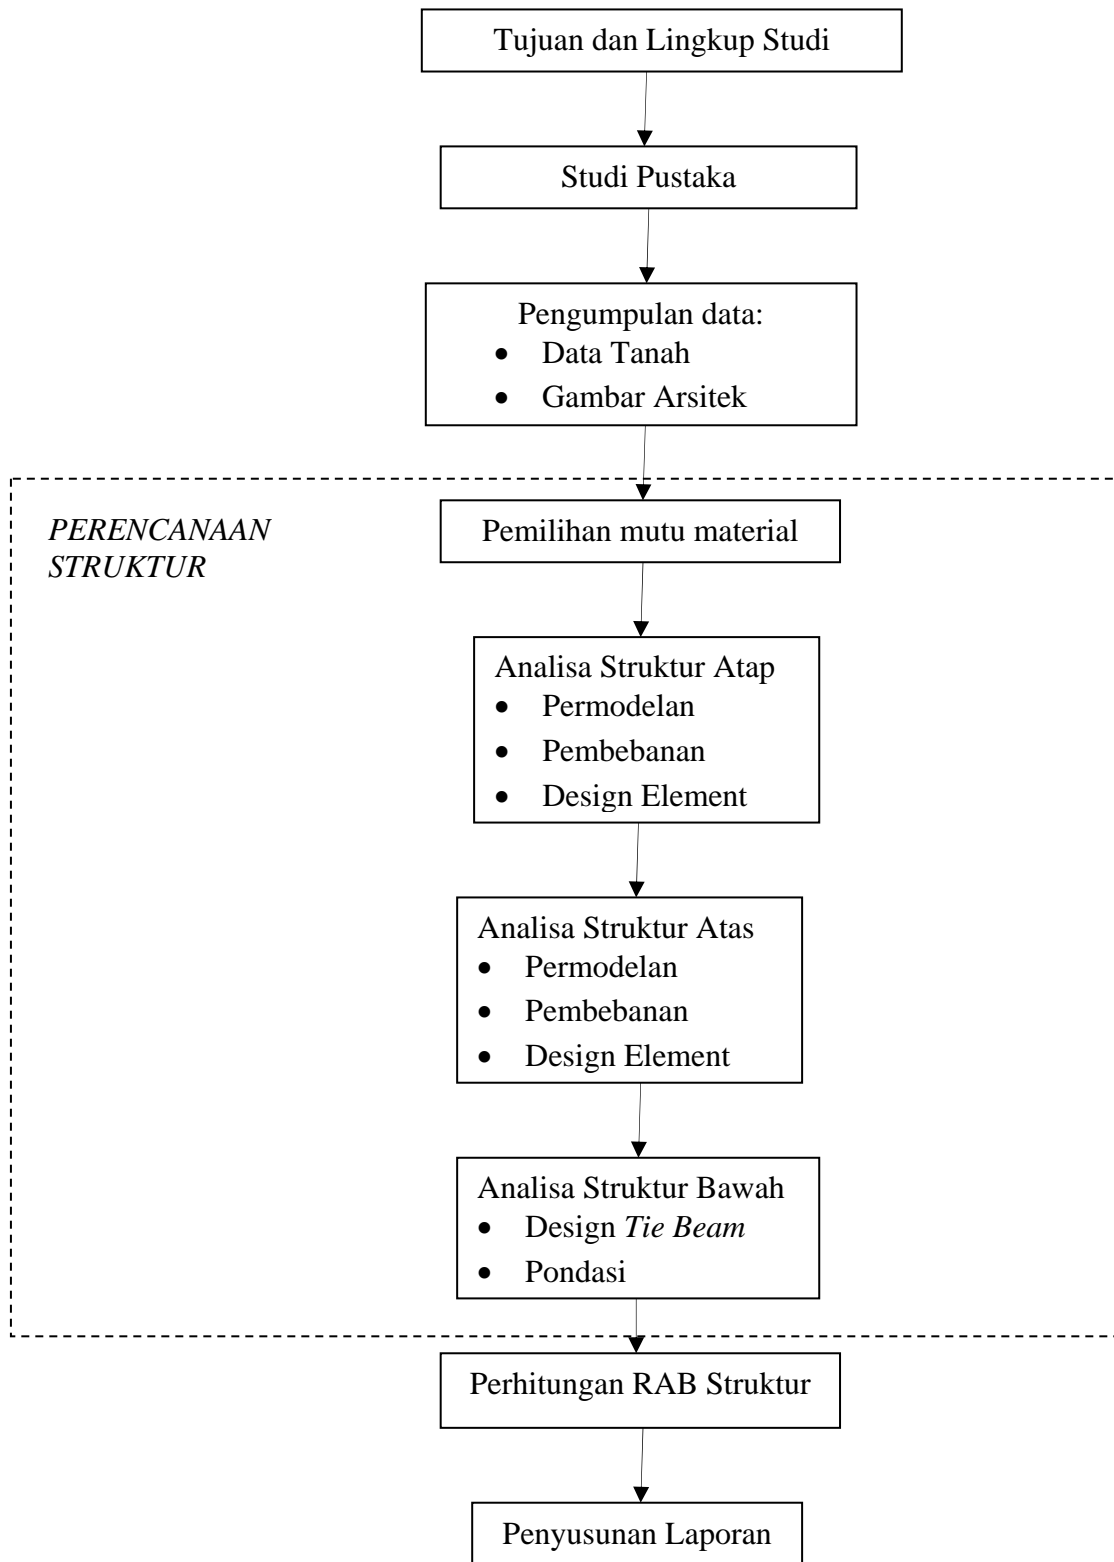 Tujuan dan Lingkup Studi
Studi Pustaka
Pengumpulan data:
• Data Tanah
• Gambar Arsitek
PERENCANAAN
STRUKTUR
Pemilihan mutu material
Analisa Struktur Atap
• Permodelan
• Pembebanan
• Design Element
Analisa Struktur Atas
• Permodelan
• Pembebanan
• Design Element
Analisa Struktur Bawah
• Design Tie Beam
• Pondasi
Perhitungan RAB Struktur
Penyusunan Laporan